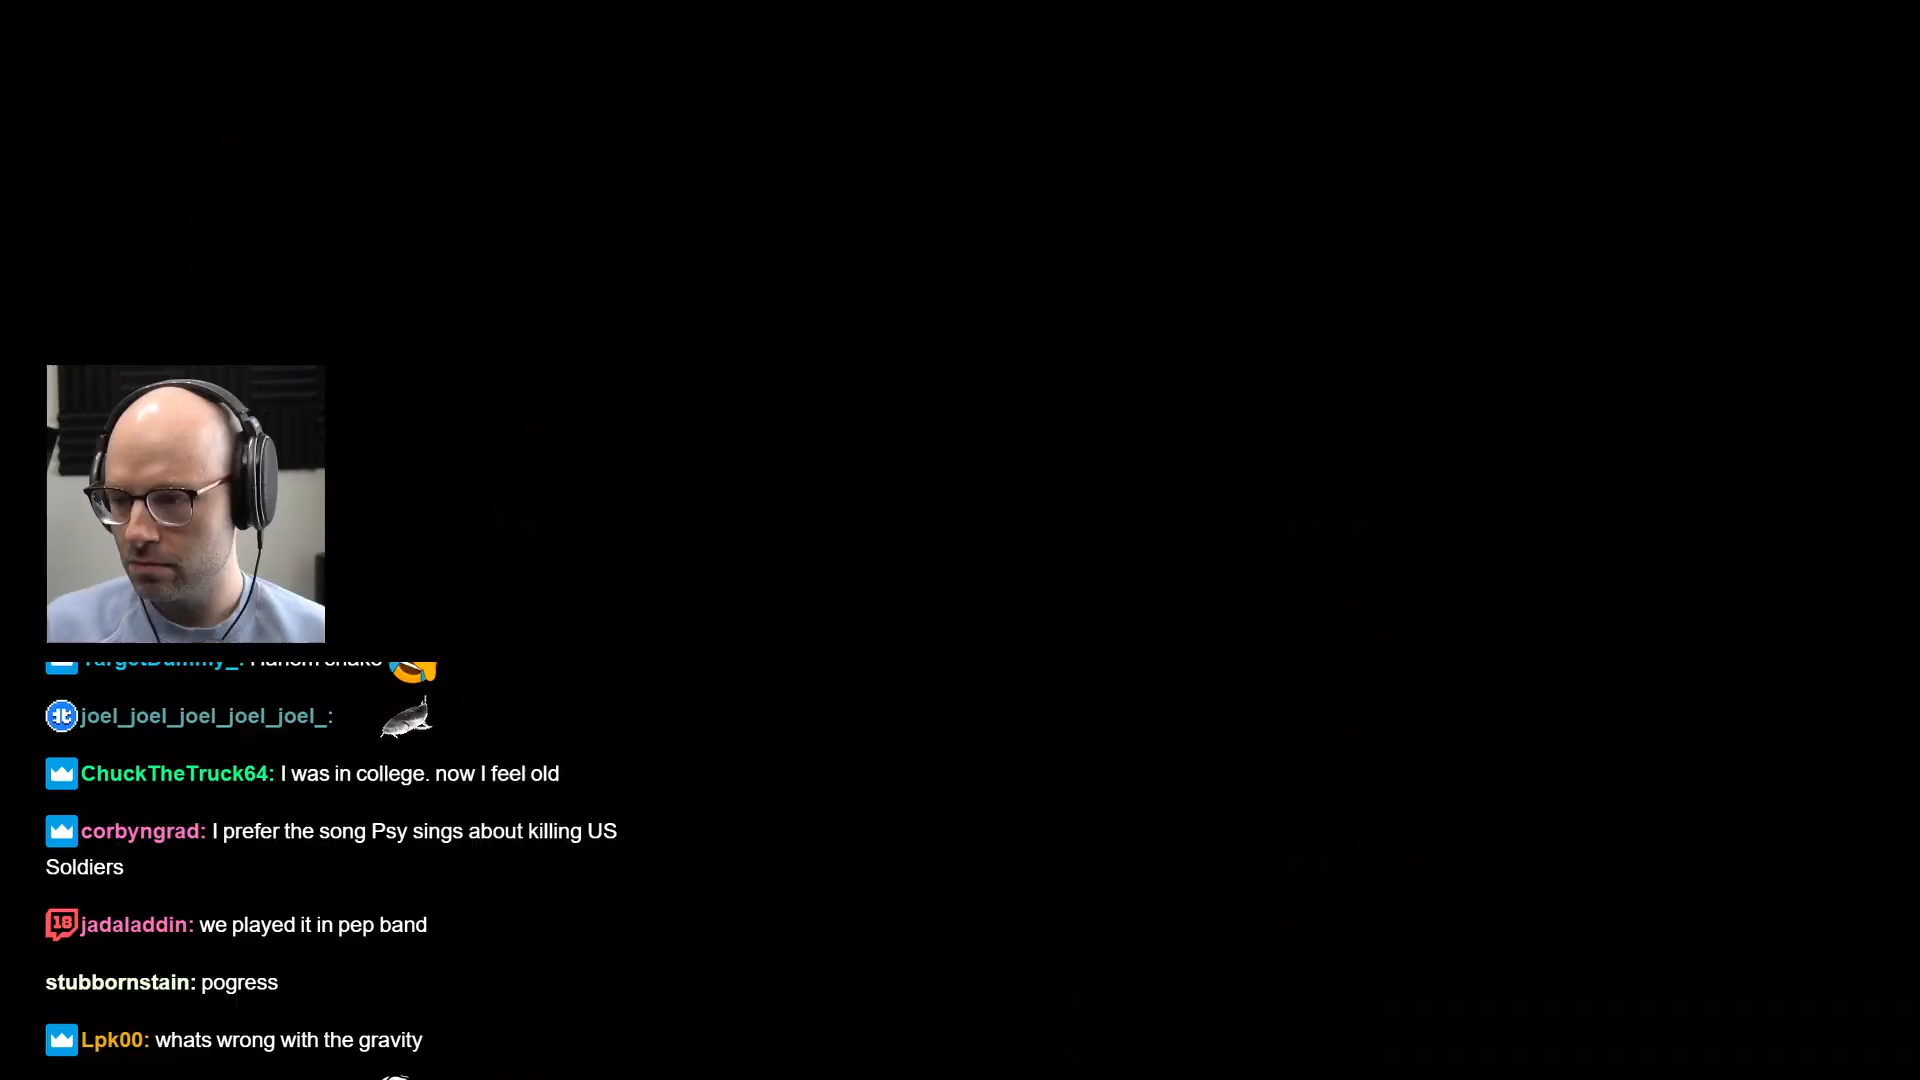 joel_joel_joel_joel_joel_:
ChuckTheTruck64: I was in college. now I feel old
corbyngrad: I prefer the song Psy sings about killing US
Soldiers
18 jadaladdin: we played it in pep band
stubbornstain: pogress
Lpk00: whats wrong with the gravity